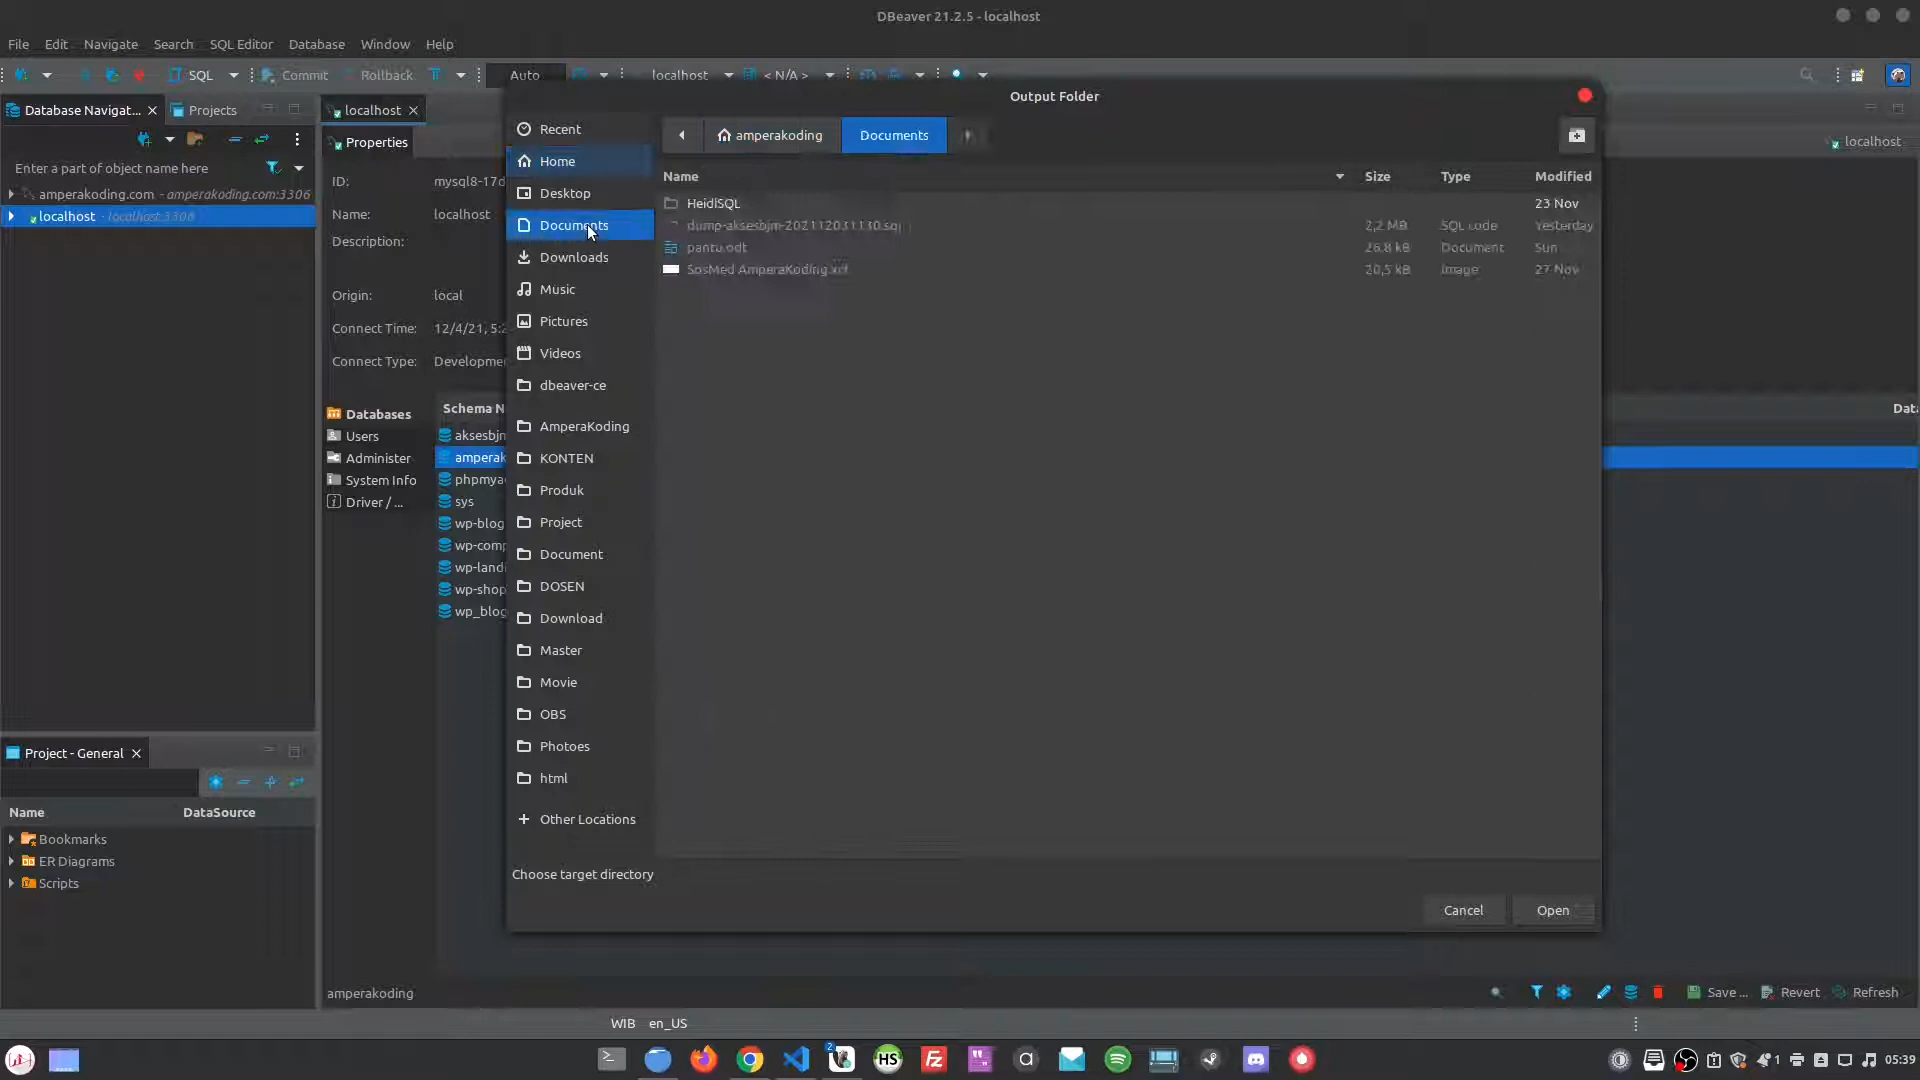 DBeaver 21.2.5 - localhost
File Edit Navigate Search SQL Editor Database Window Help
SQL Commit Rollback Auto localhost < N/A >
Database Navigat... Projects localhost
Output Folder
Recent amperakoding Documents
Properties localhost
Enter a part of object name here
Home
Name Size Type Modified
ID: mysql8-17d
amperakoding.com - amperakoding.com:3306
Desktop
HeidiSQL 23 Nov
localhost - localhost:3306
Name: localhost
Documents
dump-aksesbjm-202112031130.sql 2,2 MB SQL code Yesterday
Description:
pantu.odt 26,8 kB Document Sun
Downloads
SosMed AmperaKoding.xcf 20,5 kB Image 27 Nov
Origin: local
Music
Connect Time: 12/4/21, 5:2
Pictures
Connect Type: Developme
Videos
dbeaver-ce
Databases Schema N
AmperaKoding
Data
Users aksesbjn
Administer amperak
KONTEN
System Info phpmya
Produk
Driver / ... sys
wp-blog
Project
wp-comp
Document
wp-landi
DOSEN
wp-shop
wp_blog
Download
Master
Movie
OBS
Photoes
html
Other Locations
Project - General
Name DataSource
Bookmarks
ER Diagrams
Scripts
Choose target directory
Cancel Open
amperakoding
Save ... Revert Refresh
WIB en_US
2
HS
1
05:39